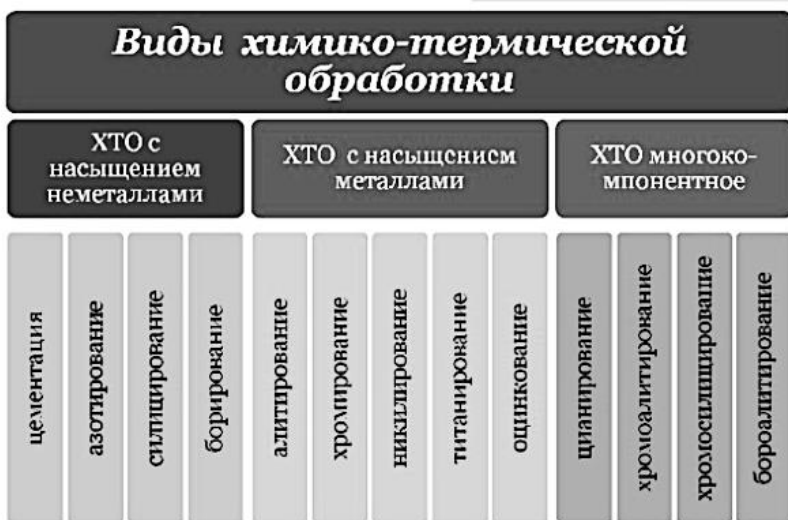 Виды химико-термической
обработки
ХТО с
насыщением
неметаллами
ХТО с насыщением
металлами
ХТО многоко-
мпонентное
цементация
азотирование
силицирование
борирование
алитирование
хромирование
никилирование
титанирование
оцинкование
цианирование
хромоалитирование
хромосилицирование
бороалитирование